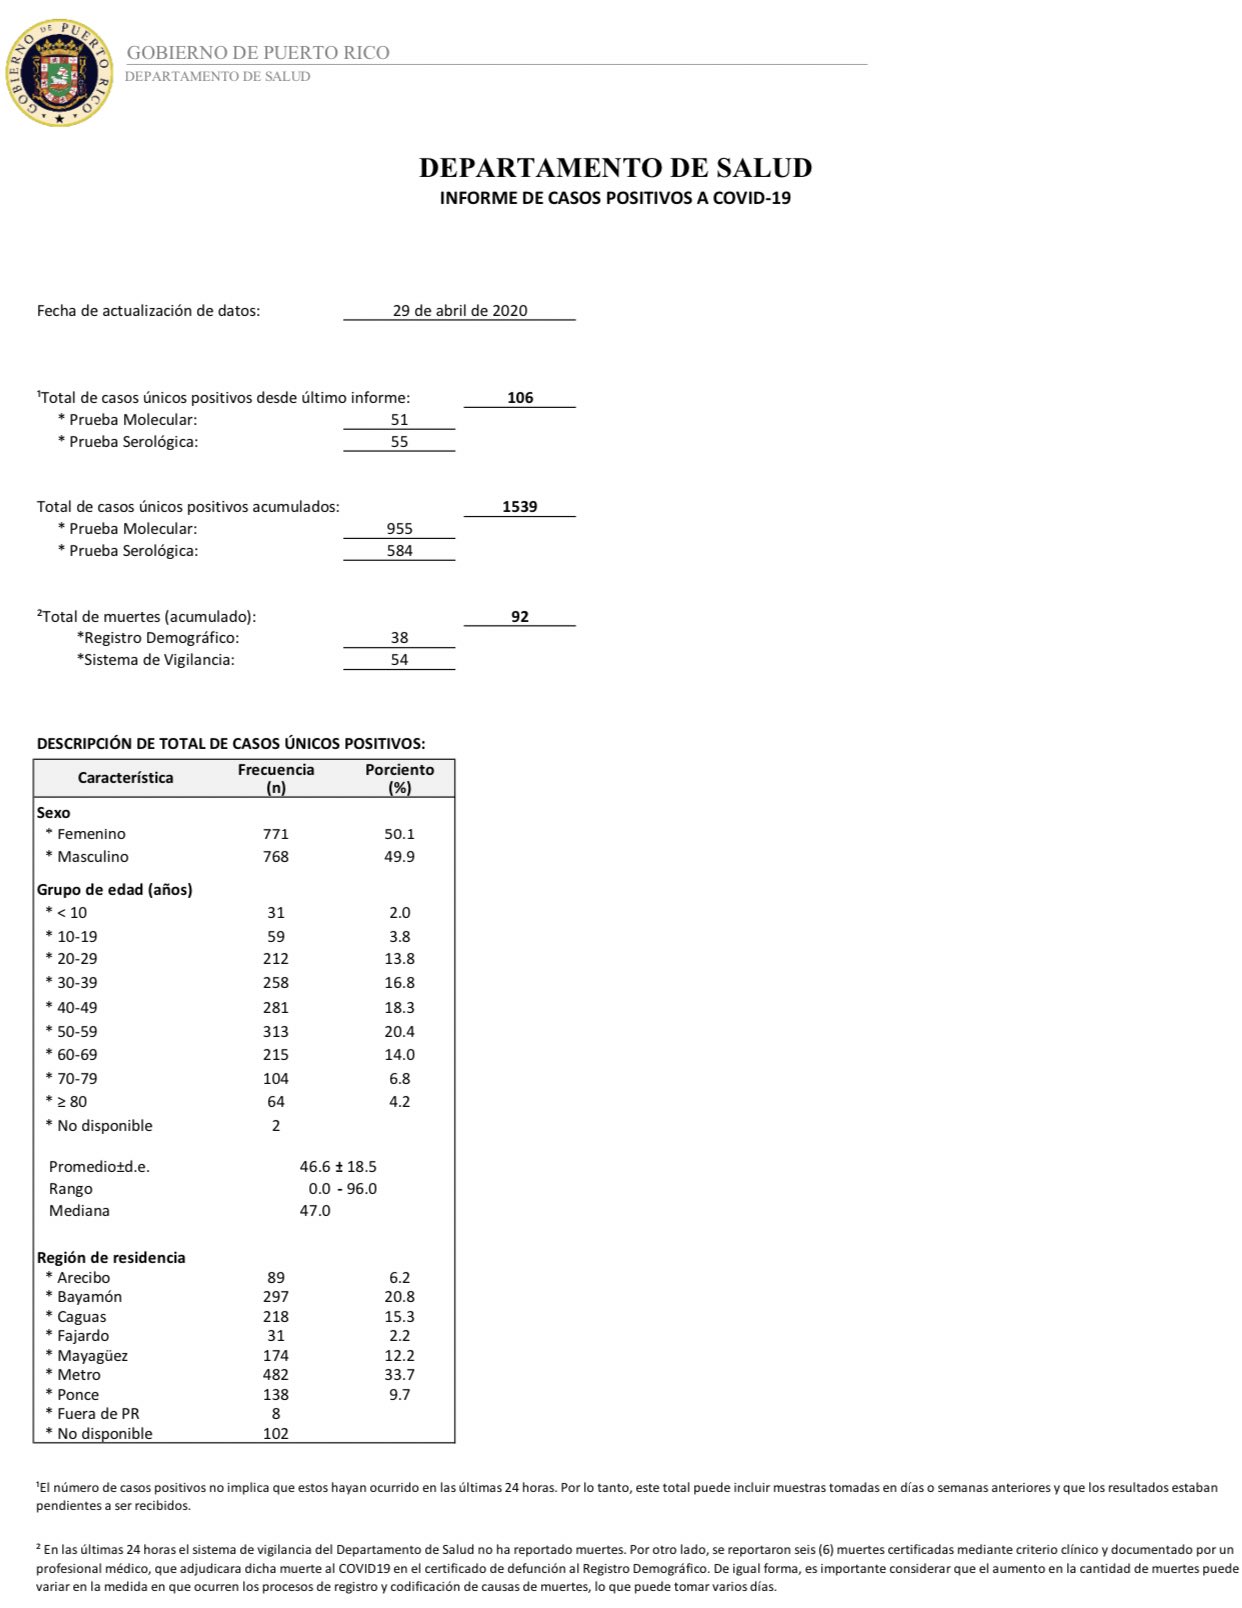 GOBIERNO DE PUERTO RICO
GOBIERNO DE PUERTO RICO
DEPARTAMENTO DE SALUD
DEPARTAMENTO DE SALUD
INFORME DE CASOS POSITIVOS A COVID-19
Fecha de actualización de datos: 29 de abril de 2020
¹Total de casos únicos positivos desde último informe: 106
* Prueba Molecular: 51
* Prueba Serológica: 55
Total de casos únicos positivos acumulados: 1539
* Prueba Molecular: 955
* Prueba Serológica: 584
²Total de muertes (acumulado): 92
*Registro Demográfico: 38
*Sistema de Vigilancia: 54
DESCRIPCIÓN DE TOTAL DE CASOS ÚNICOS POSITIVOS:
Característica Frecuencia (n) Porciento (%)
Sexo
* Femenino 771 50.1
* Masculino 768 49.9
Grupo de edad (años)
* < 10 31 2.0
* 10-19 59 3.8
* 20-29 212 13.8
* 30-39 258 16.8
* 40-49 281 18.3
* 50-59 313 20.4
* 60-69 215 14.0
* 70-79 104 6.8
* ≥ 80 64 4.2
* No disponible 2
Promedio±d.e. 46.6 ± 18.5
Rango 0.0 - 96.0
Mediana 47.0
Región de residencia
* Arecibo 89 6.2
* Bayamón 297 20.8
* Caguas 218 15.3
* Fajardo 31 2.2
* Mayagüez 174 12.2
* Metro 482 33.7
* Ponce 138 9.7
* Fuera de PR 8
* No disponible 102
¹El número de casos positivos no implica que estos hayan ocurrido en las últimas 24 horas. Por lo tanto, este total puede incluir muestras tomadas en días o semanas anteriores y que los resultados estaban
pendientes a ser recibidos.
² En las últimas 24 horas el sistema de vigilancia del Departamento de Salud no ha reportado muertes. Por otro lado, se reportaron seis (6) muertes certificadas mediante criterio clínico y documentado por un
profesional médico, que adjudicara dicha muerte al COVID19 en el certificado de defunción al Registro Demográfico. De igual forma, es importante considerar que el aumento en la cantidad de muertes puede
variar en la medida en que ocurren los procesos de registro y codificación de causas de muertes, lo que puede tomar varios días.